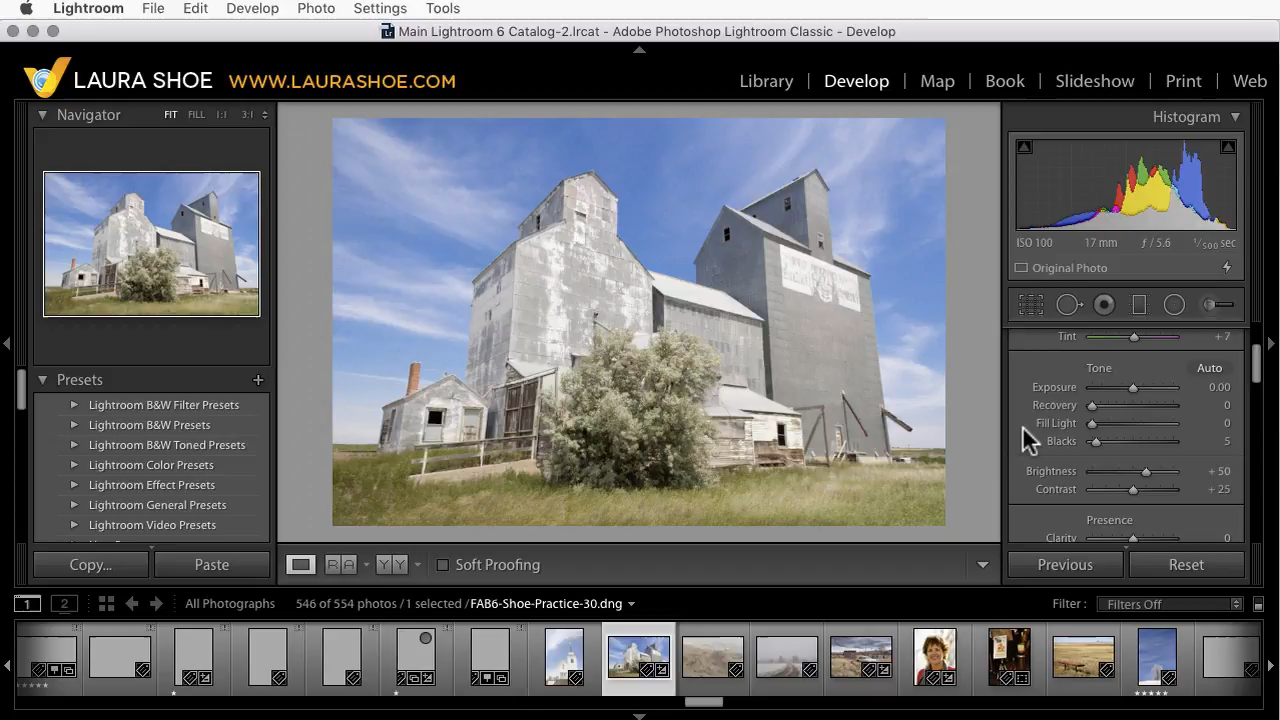 Lightroom File Edit Develop Photo Settings Tools
Main Lightroom 6 Catalog-2.lrcat - Adobe Photoshop Lightroom Classic - Develop
LAURA SHOE WWW.LAURASHOE.COM
Library Develop Map Book Slideshow Print Web
Navigator FIT FILL 1:1 3:1
Histogram
ISO 100 17 mm ƒ / 5.6 1/500 sec
Original Photo
Tint +7
Tone Auto
Exposure 0.00
Recovery 0
Fill Light 0
Blacks 5
Brightness + 50
Contrast + 25
Presence
Clarity 0
Presets
Lightroom B&W Filter Presets
Lightroom B&W Presets
Lightroom B&W Toned Presets
Lightroom Color Presets
Lightroom Effect Presets
Lightroom General Presets
Lightroom Video Presets
Copy... Paste
R A Y Y Soft Proofing
Previous Reset
1 2 All Photographs 546 of 554 photos /1 selected /FAB6-Shoe-Practice-30.dng Filter : Filters Off